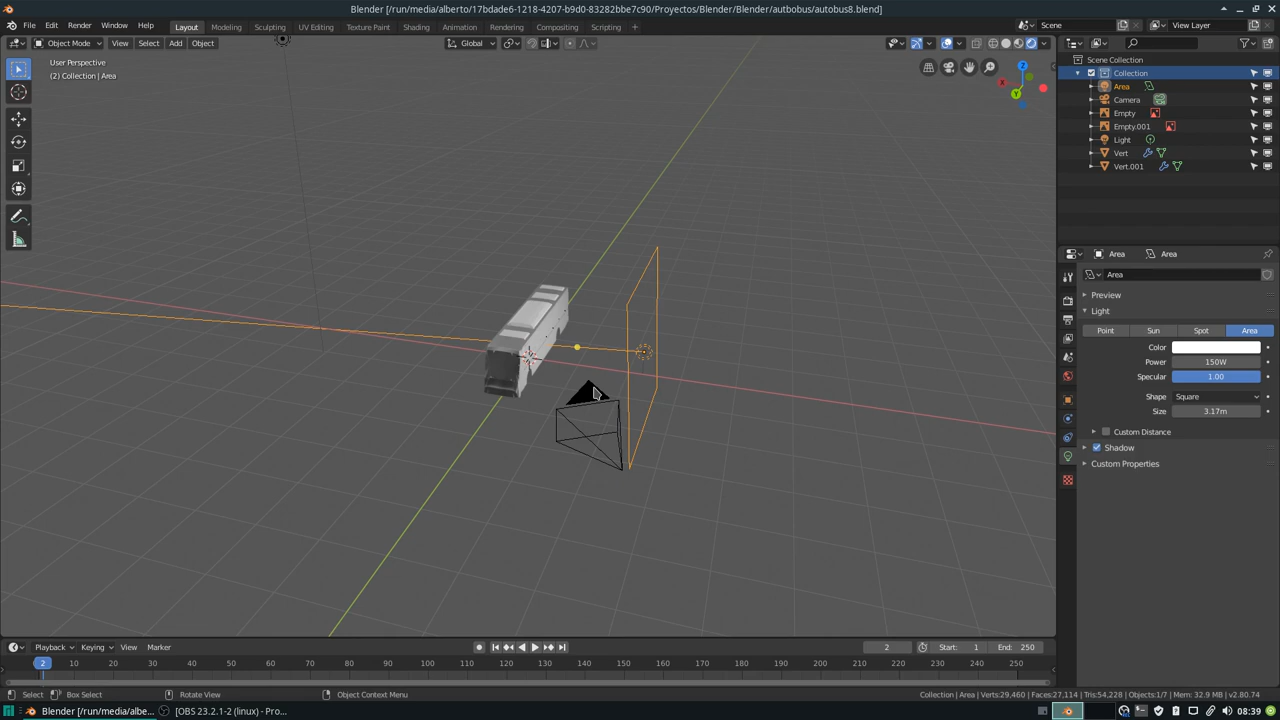 Blender [/run/media/alberto/17bdade6-1218-4207-b9d0-83282bbe7c90/Proyectos/Blender/Blender/autbobus/autobus8.blend]
File Edit Render Window Help Layout Modeling Sculpting UV Editing Texture Paint Shading Animation Rendering Compositing Scripting Scene View Layer
Object Mode View Select Add Object Global
User Perspective
(2) Collection | Area
Z
X
Y
Scene Collection
Collection
Area
Camera
Empty
Empty.001
Light
Vert
Vert.001
Area Area
Area
Preview
Light
Point Sun Spot Area
Color
Power 150W
Specular 1.00
Shape Square
Size 3.17m
Custom Distance
Shadow
Custom Properties
Playback Keying View Marker 2 Start: 1 End: 250
2 10 20 30 40 50 60 70 80 90 100 110 120 130 140 150 160 170 180 190 200 210 220 230 240 250
Select Box Select Rotate View Object Context Menu Collection | Area | Verts:29,460 | Faces:27,114 | Tris:54,228 | Objects:1/7 | Mem: 32.9 MB | v2.80.74
Blender [/run/media/albe... [OBS 23.2.1-2 (linux) - Pro... 08:39